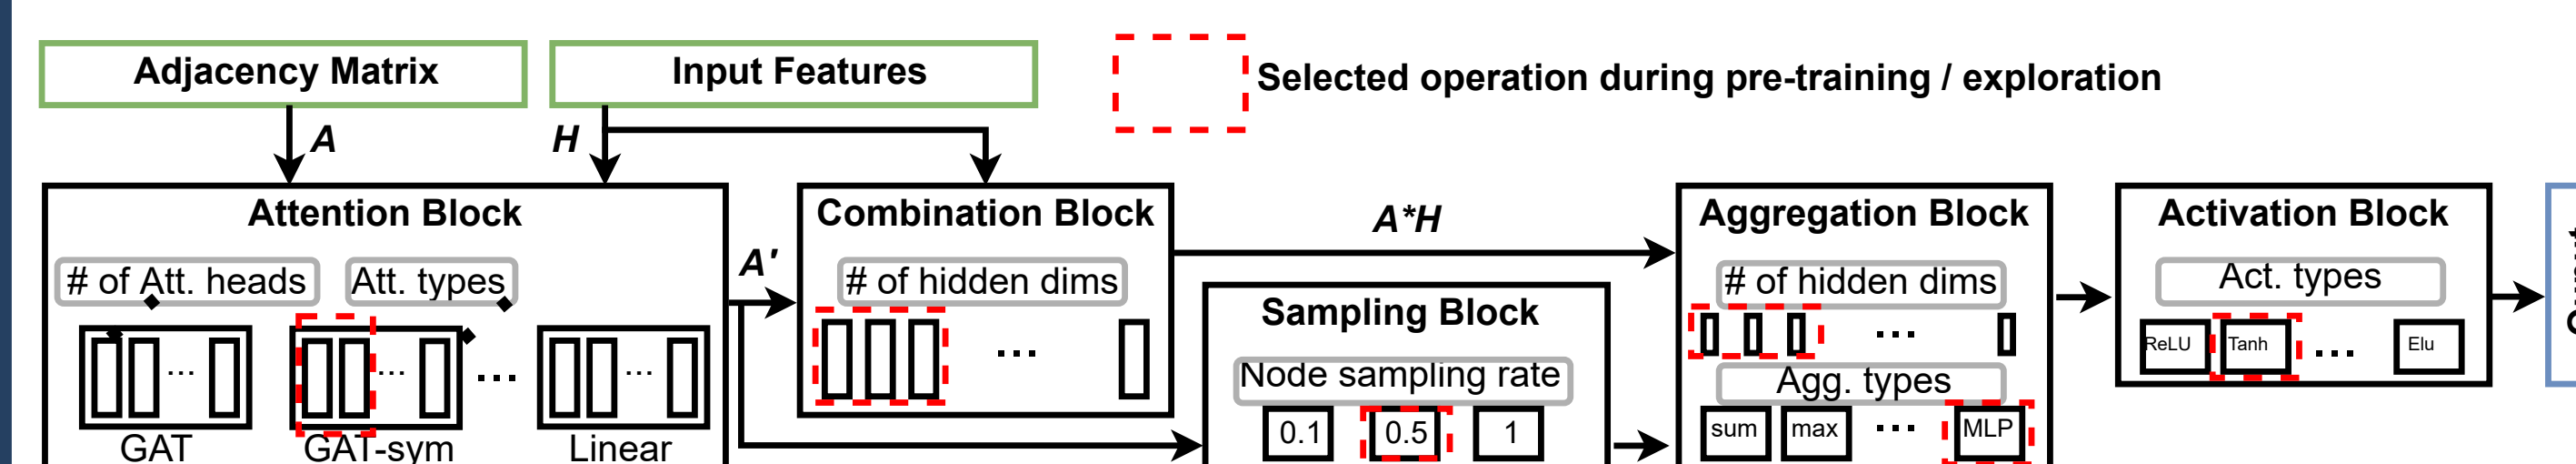 Adjacency Matrix
Input Features
Selected operation during pre-training / exploration
A
H
Attention Block
Combination Block
A*H
Aggregation Block
Activation Block
# of Att. heads
Att. types
A'
# of hidden dims
# of hidden dims
Act. types
Sampling Block
ReLU
Tanh
...
Elu
...
...
...
...
...
...
Node sampling rate
Agg. types
0.1
0.5
1
sum
max
...
MLP
GAT
GAT-sym
Linear